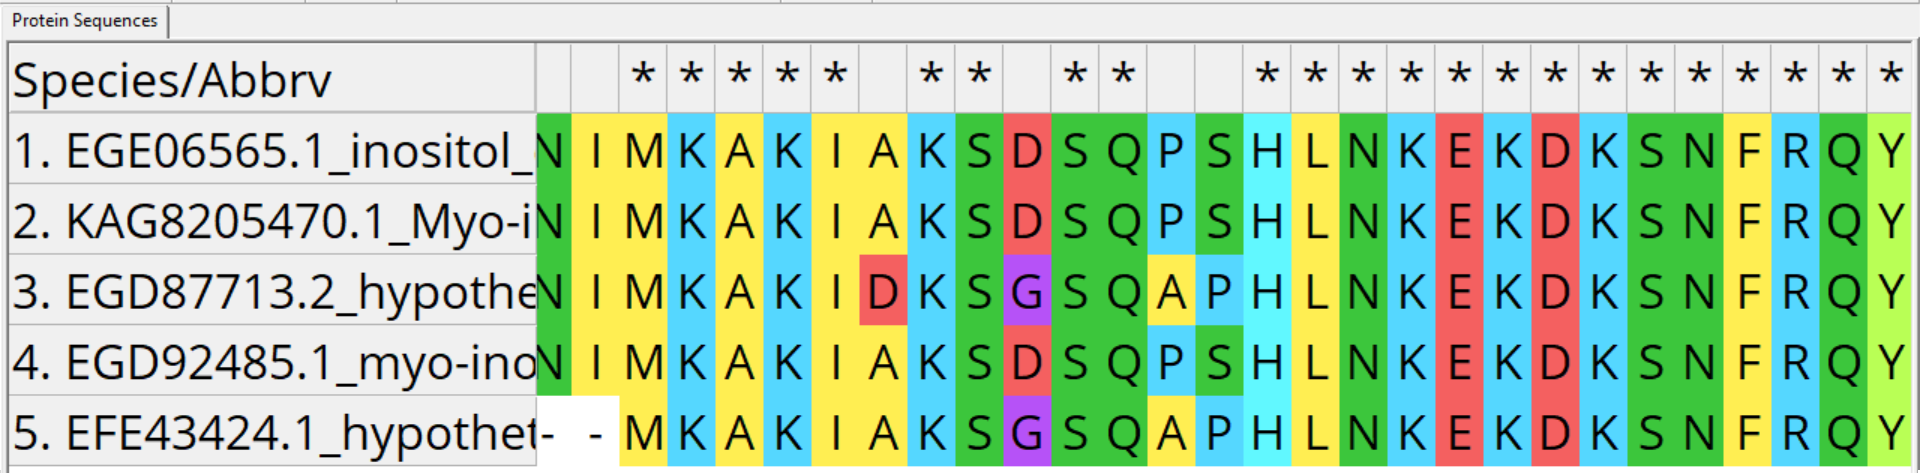 Protein Sequences
Species/Abbrv * * * * * * * * * * * * * * * * * * * * * * *
1. EGE06565.1_inositol_ N I M K A K I A K S D S Q P S H L N K E K D K S N F R Q Y
2. KAG8205470.1_Myo-i N I M K A K I A K S D S Q P S H L N K E K D K S N F R Q Y
3. EGD87713.2_hypothe N I M K A K I D K S G S Q A P H L N K E K D K S N F R Q Y
4. EGD92485.1_myo-ino N I M K A K I A K S D S Q P S H L N K E K D K S N F R Q Y
5. EFE43424.1_hypothet - - M K A K I A K S G S Q A P H L N K E K D K S N F R Q Y